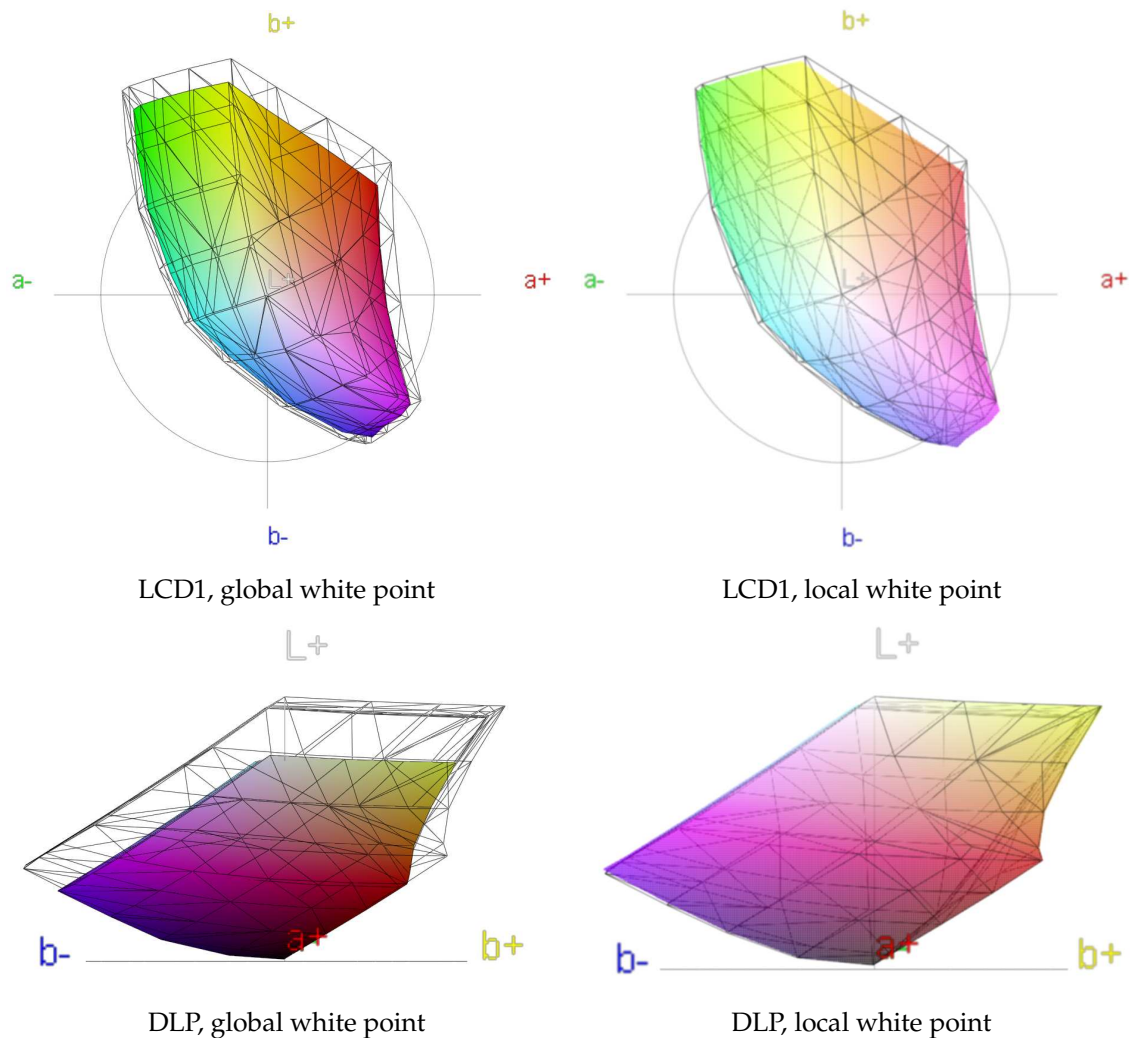 b+
b+
L+
L+
a-
a+
a-
a+
b-
b-
LCD1, global white point
LCD1, local white point
L+
L+
a+
a+
b-
b+
b-
b+
DLP, global white point
DLP, local white point